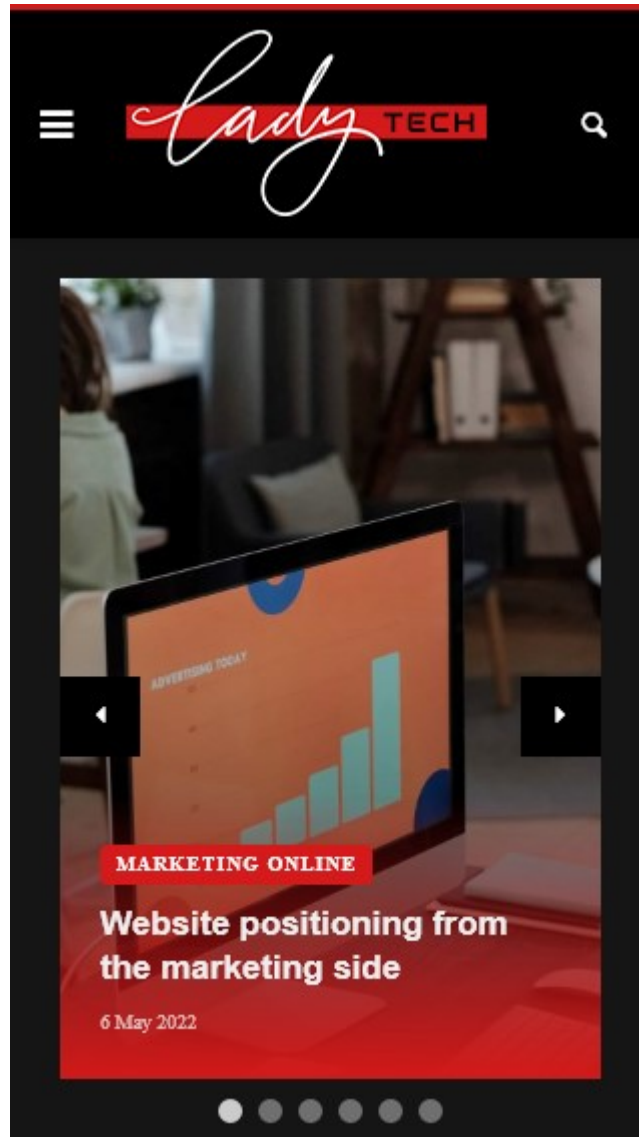 lady TECH
ADVERTISING TODAY
MARKETING ONLINE
Website positioning from
the marketing side
6 May 2022